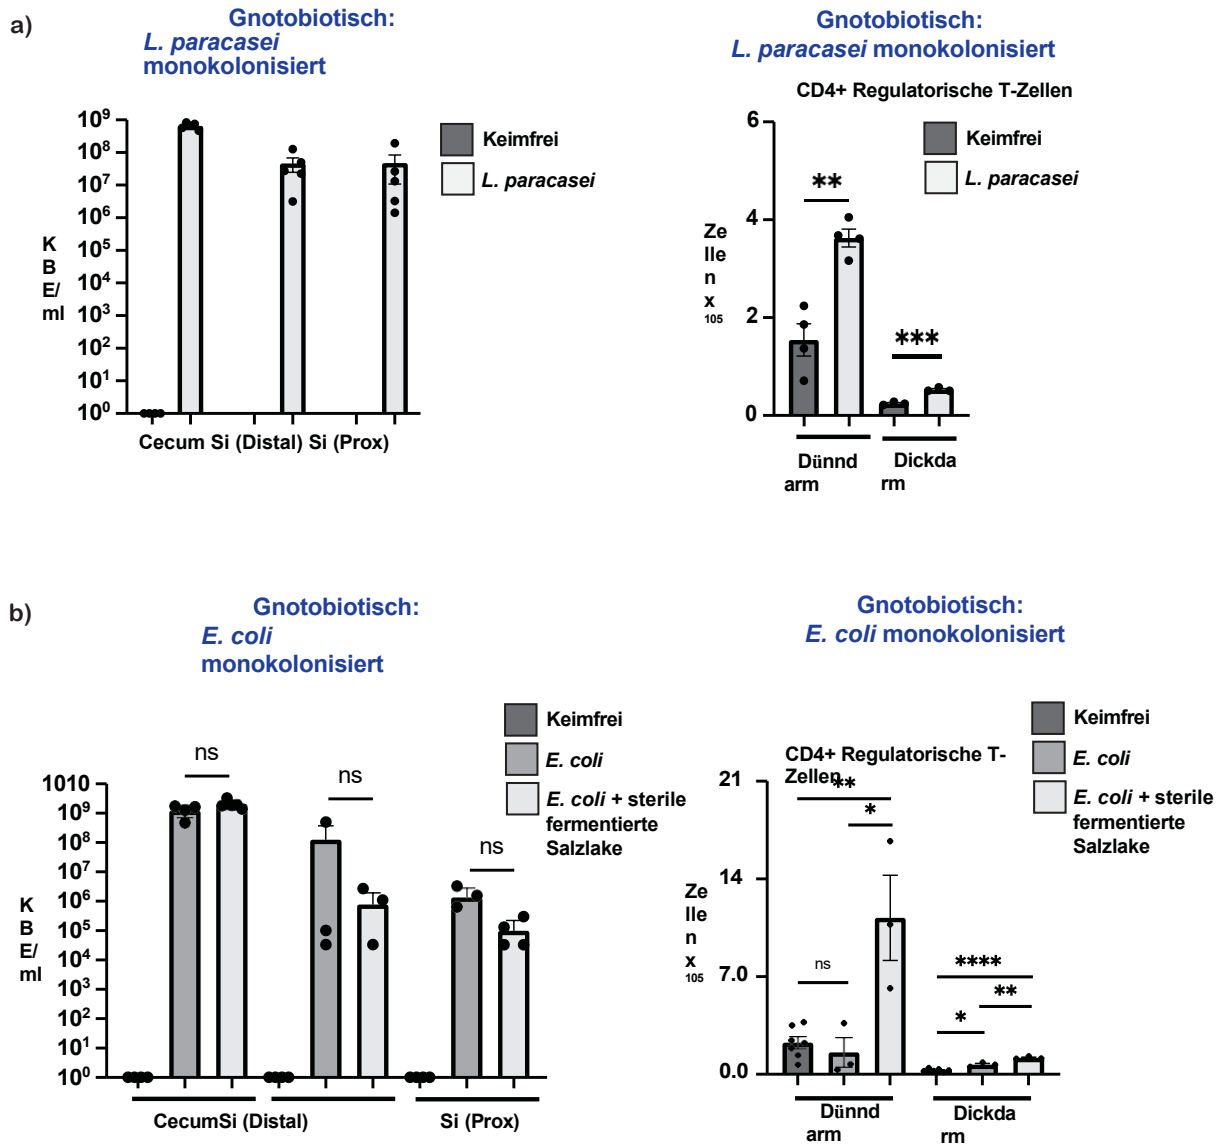 a)
Gnotobiotisch:
L. paracasei
monokolonisiert
Keimfrei
L. paracasei
K
B
E/
ml
10⁹
10⁸
10⁷
10⁶
10⁵
10⁴
10³
10²
10¹
10⁰
Cecum Si (Distal) Si (Prox)
Gnotobiotisch:
L. paracasei monokolonisiert
CD4+ Regulatorische T-Zellen
Keimfrei
L. paracasei
Ze
lle
n
x
105
6
4
2
0
**
***
Dünnd
arm
Dickda
rm
b)
Gnotobiotisch:
E. coli
monokolonisiert
Keimfrei
E. coli
E. coli + sterile
fermentierte
Salzlake
K
B
E/
ml
1010
10⁹
10⁸
10⁷
10⁶
10⁵
10⁴
10³
10²
10¹
10⁰
ns
ns
ns
CecumSi (Distal)
Si (Prox)
Gnotobiotisch:
E. coli monokolonisiert
Keimfrei
E. coli
E. coli + sterile
fermentierte
Salzlake
CD4+ Regulatorische T-
Zellen
Ze
lle
n
x
105
21
14
7.0
0.0
**
*
ns
****
**
*
Dünnd
arm
Dickda
rm